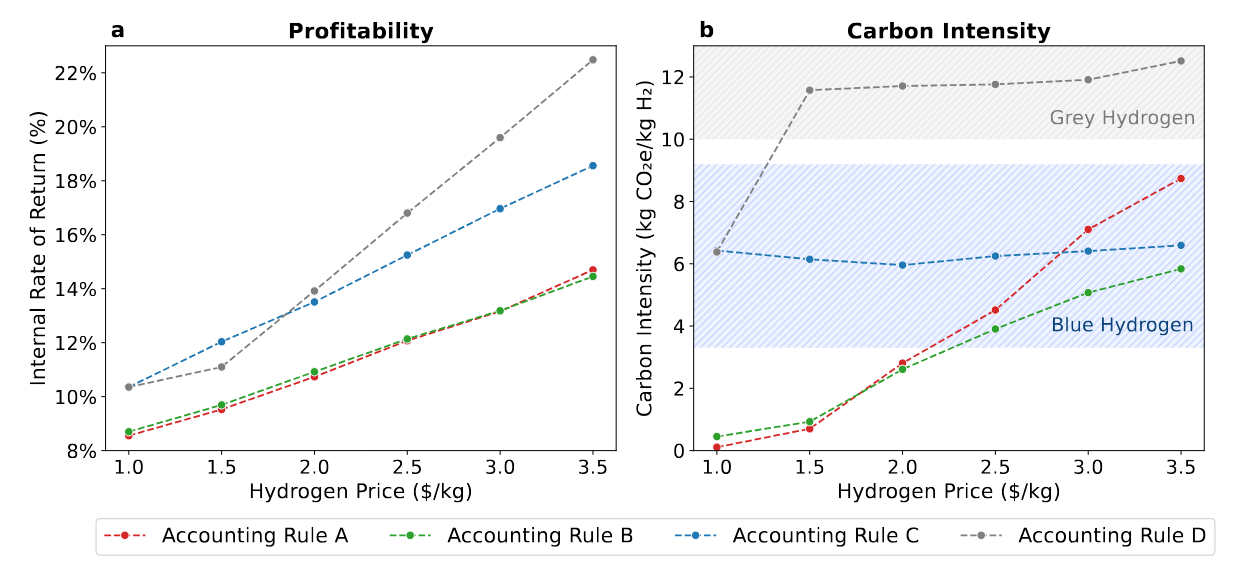 a
Profitability
Internal Rate of Return (%)
22%
20%
18%
16%
14%
12%
10%
8%
1.0 1.5 2.0 2.5 3.0 3.5
Hydrogen Price ($/kg)
b
Carbon Intensity
Carbon Intensity (kg CO₂e/kg H₂)
12
10
8
6
4
2
0
Grey Hydrogen
Blue Hydrogen
1.0 1.5 2.0 2.5 3.0 3.5
Hydrogen Price ($/kg)
Accounting Rule A Accounting Rule B Accounting Rule C Accounting Rule D